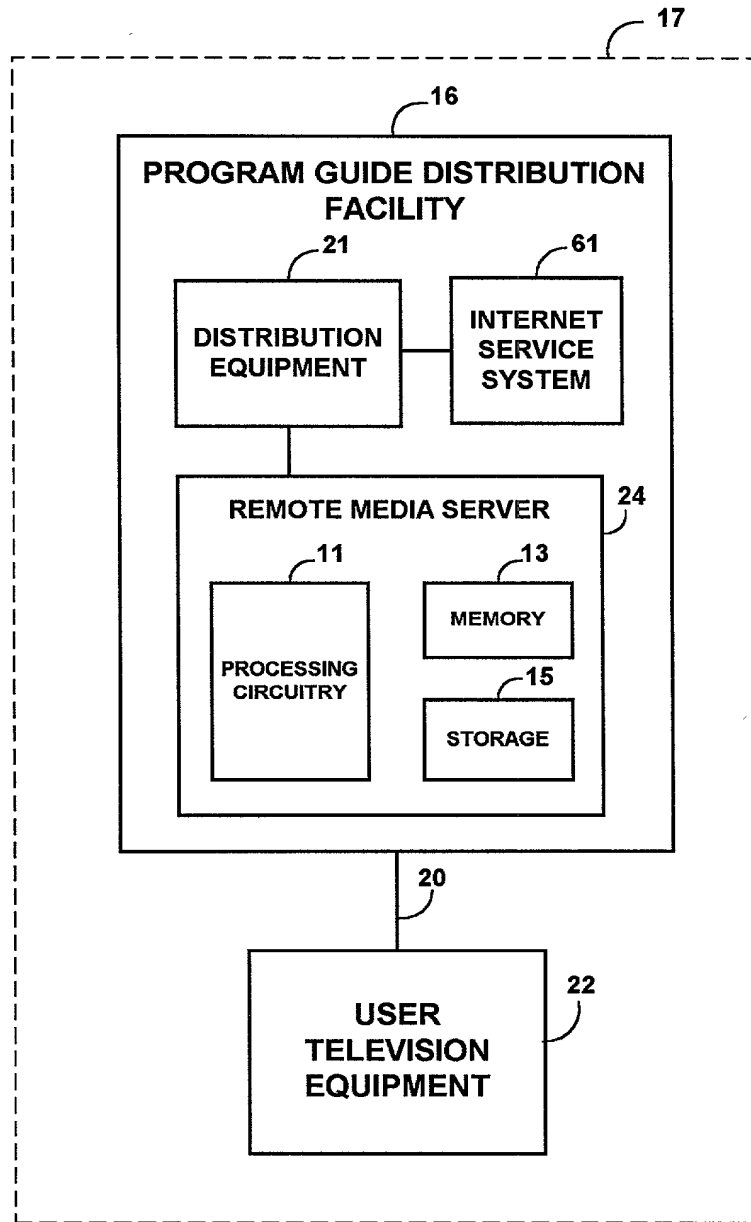 17
16
PROGRAM GUIDE DISTRIBUTION
FACILITY
21
61
DISTRIBUTION
EQUIPMENT
INTERNET
SERVICE
SYSTEM
REMOTE MEDIA SERVER
24
11
13
PROCESSING
CIRCUITRY
MEMORY
15
STORAGE
20
USER
TELEVISION
EQUIPMENT
22